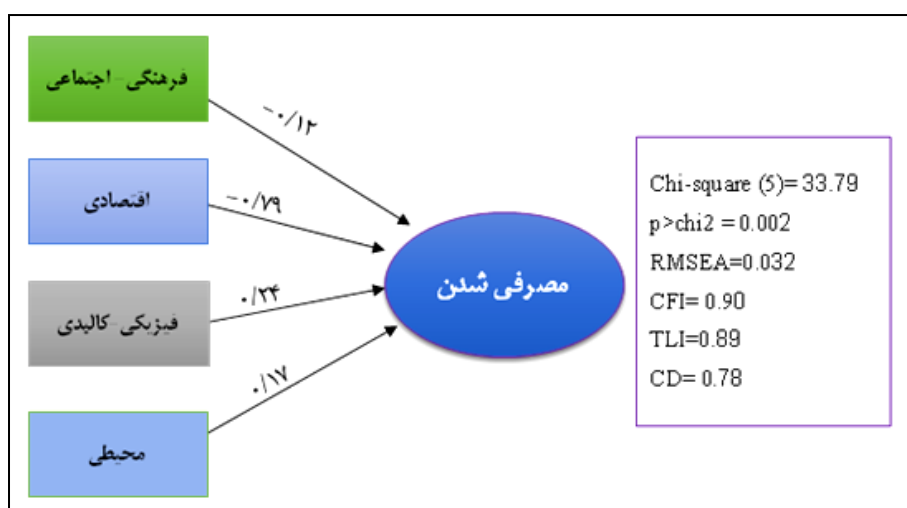 فرهنگی-اجتماعی
-۰/۱۲
اقتصادی
-۰/۷۹
فیزیکی-کالبدی
۰/۲۴
محیطی
۰/۱۷
مصرفی شدن
Chi-square (5)= 33.79
p>chi2 = 0.002
RMSEA=0.032
CFI= 0.90
TLI=0.89
CD= 0.78